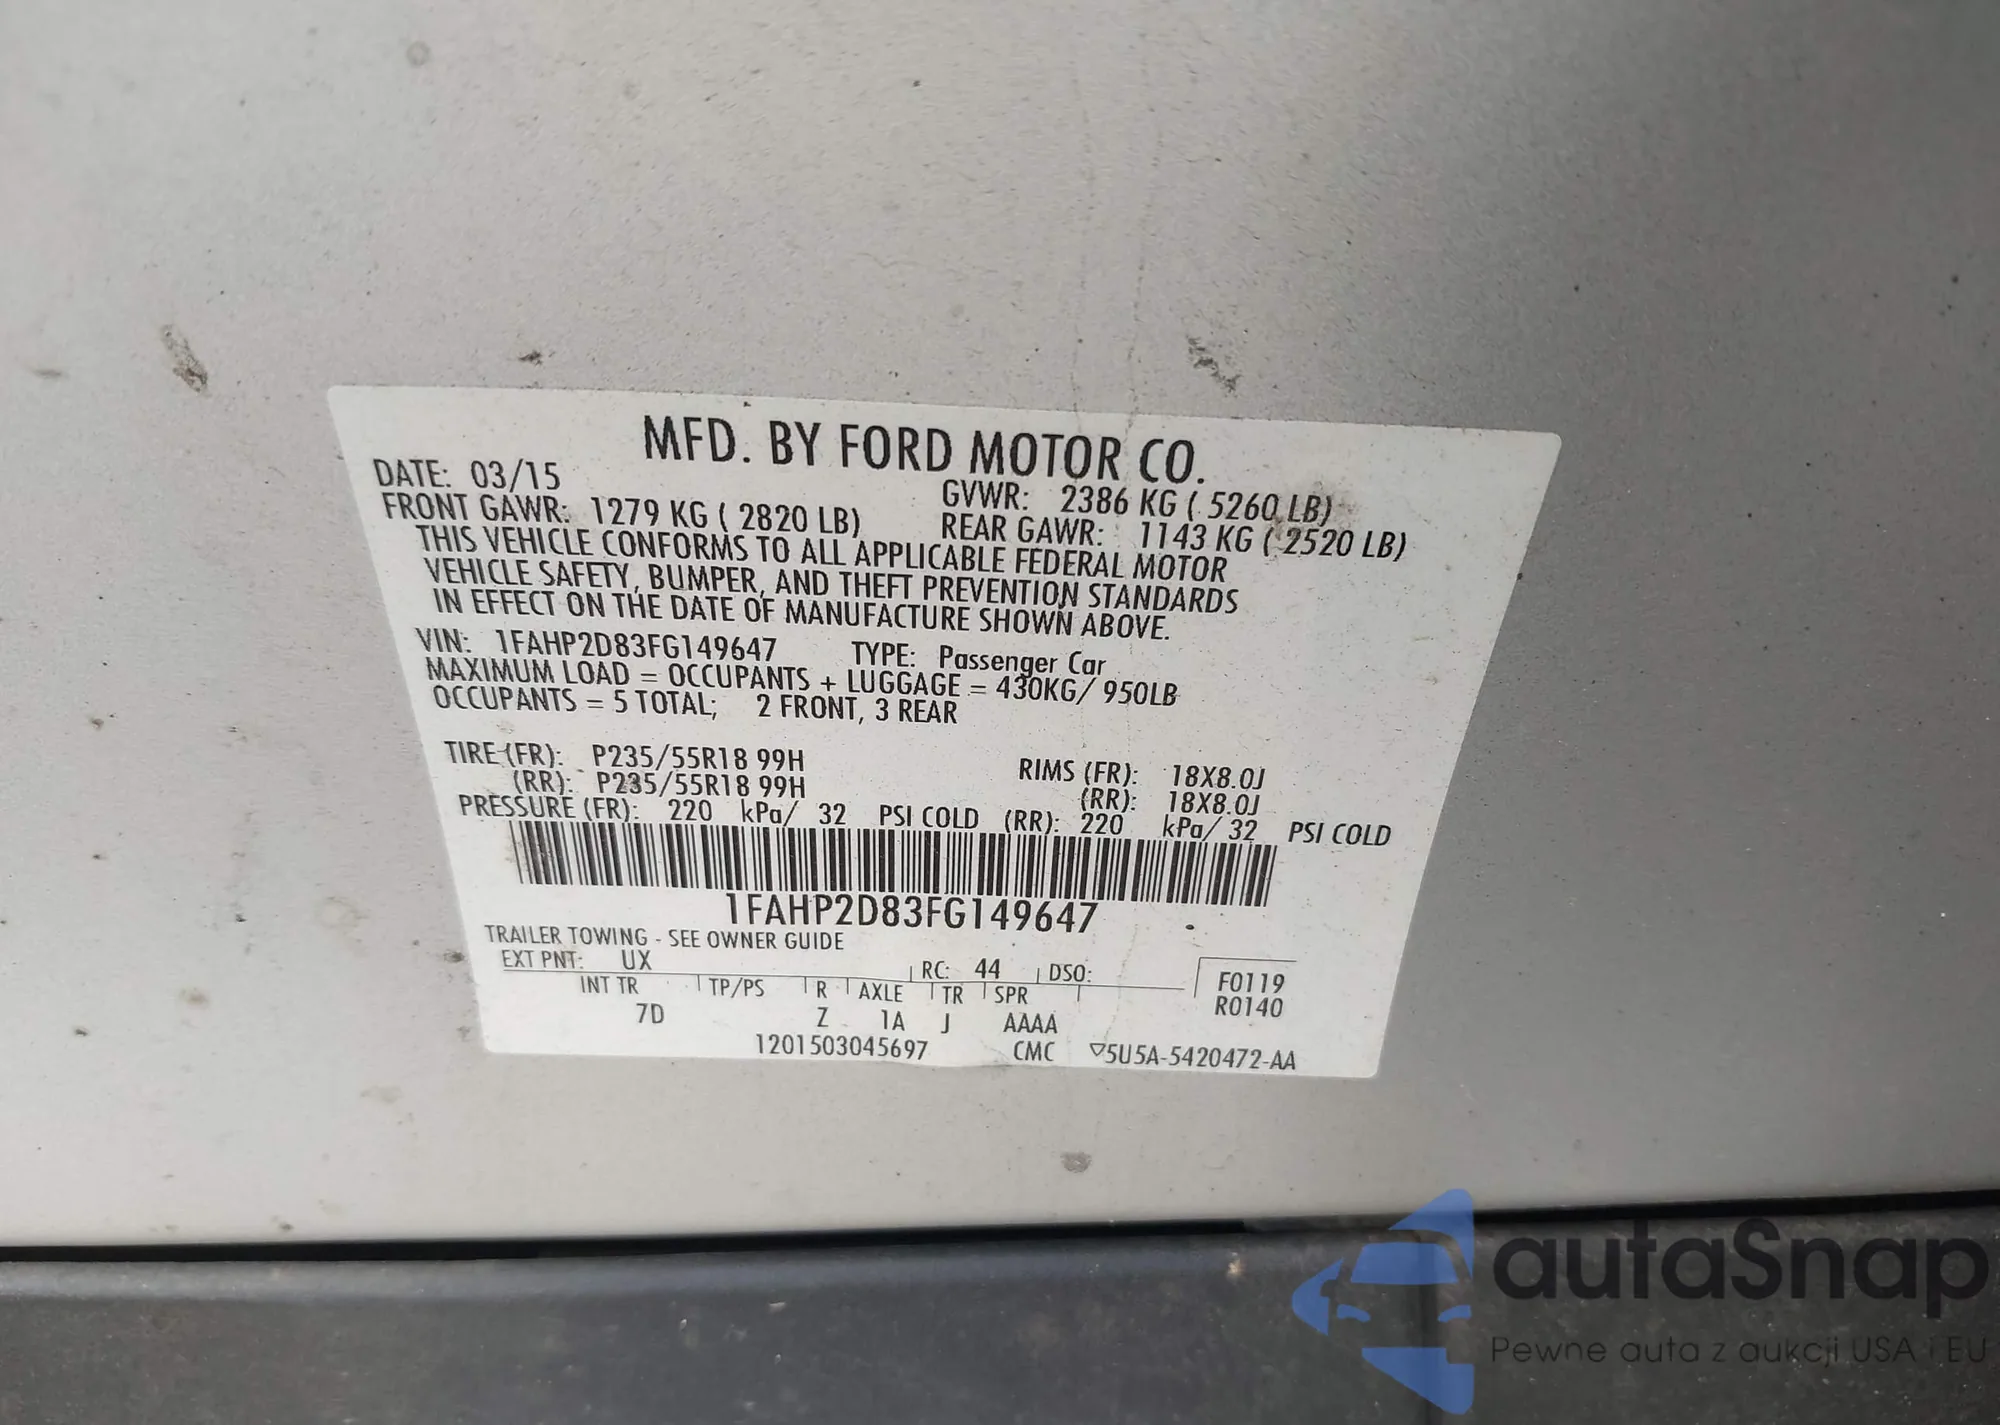 MFD. BY FORD MOTOR CO.
DATE: 03/15 GVWR: 2386 KG ( 5260 LB)
FRONT GAWR: 1279 KG ( 2820 LB) REAR GAWR: 1143 KG ( 2520 LB)
THIS VEHICLE CONFORMS TO ALL APPLICABLE FEDERAL MOTOR
VEHICLE SAFETY, BUMPER, AND THEFT PREVENTION STANDARDS
IN EFFECT ON THE DATE OF MANUFACTURE SHOWN ABOVE.
VIN: 1FAHP2D83FG149647 TYPE: Passenger Car
MAXIMUM LOAD = OCCUPANTS + LUGGAGE = 430KG/ 950LB
OCCUPANTS = 5 TOTAL; 2 FRONT, 3 REAR
TIRE (FR): P235/55R18 99H RIMS (FR): 18X8.0J
(RR): P235/55R18 99H (RR): 18X8.0J
PRESSURE (FR): 220 kPa/ 32 PSI COLD (RR): 220 kPa/ 32 PSI COLD
1FAHP2D83FG149647
TRAILER TOWING - SEE OWNER GUIDE
EXT PNT: UX RC: 44 DSO: F0119
INT TR TP/PS R AXLE TR SPR R0140
7D Z 1A J AAAA
1201503045697 CMC ▽5U5A-5420472-AA
autaSnap
Pewne auta z aukcji USA i EU